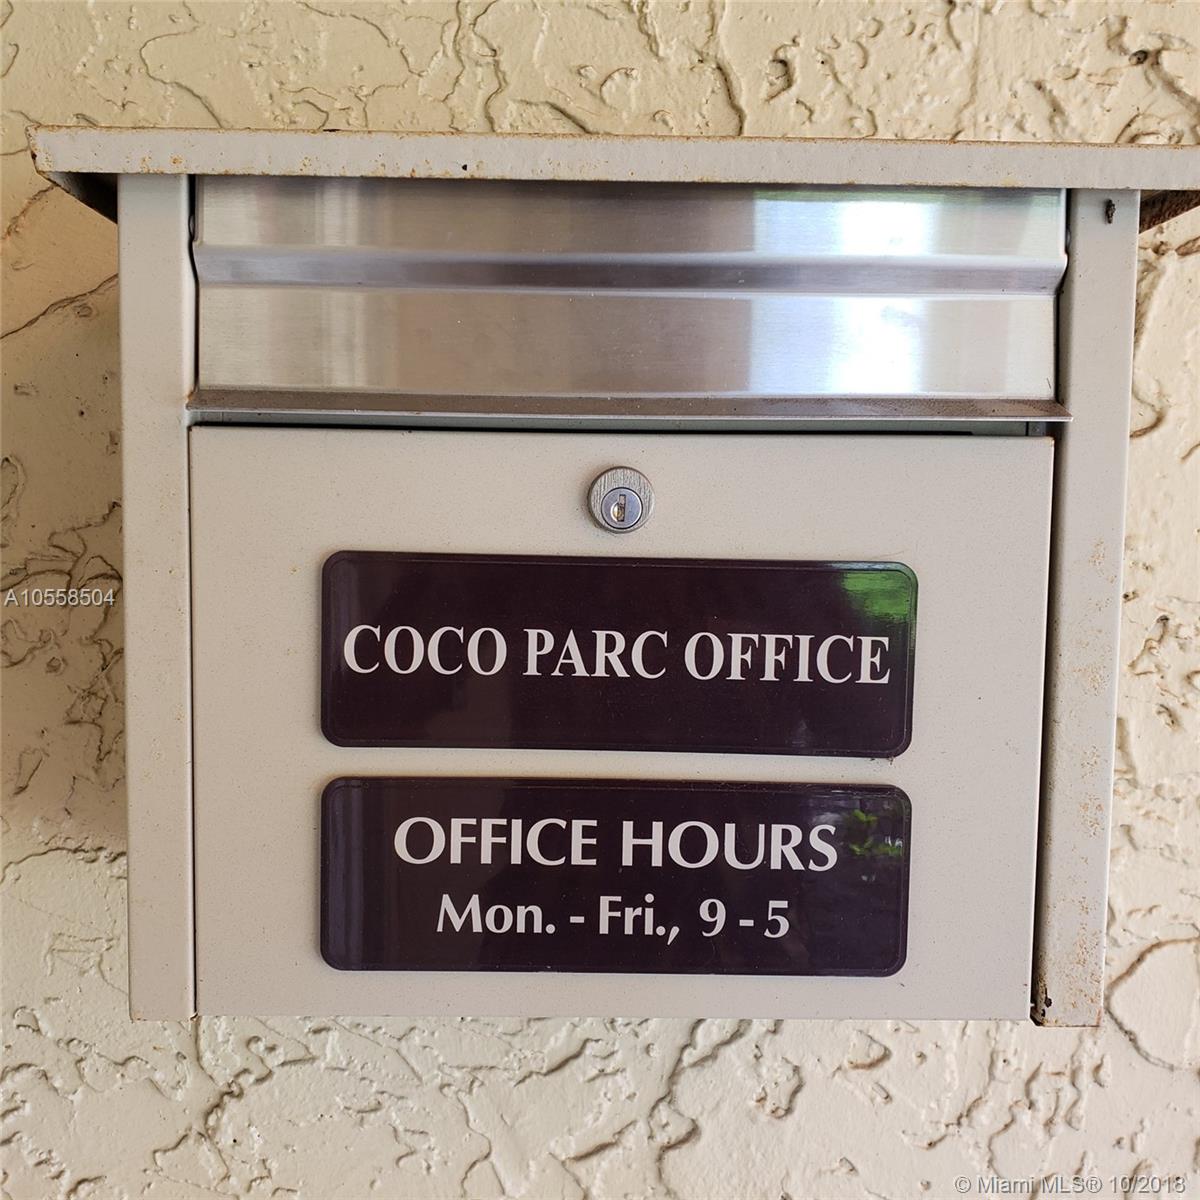 A10558504
COCO PARC OFFICE
OFFICE HOURS
Mon. - Fri., 9 - 5
© Miami MLS® 10/2018